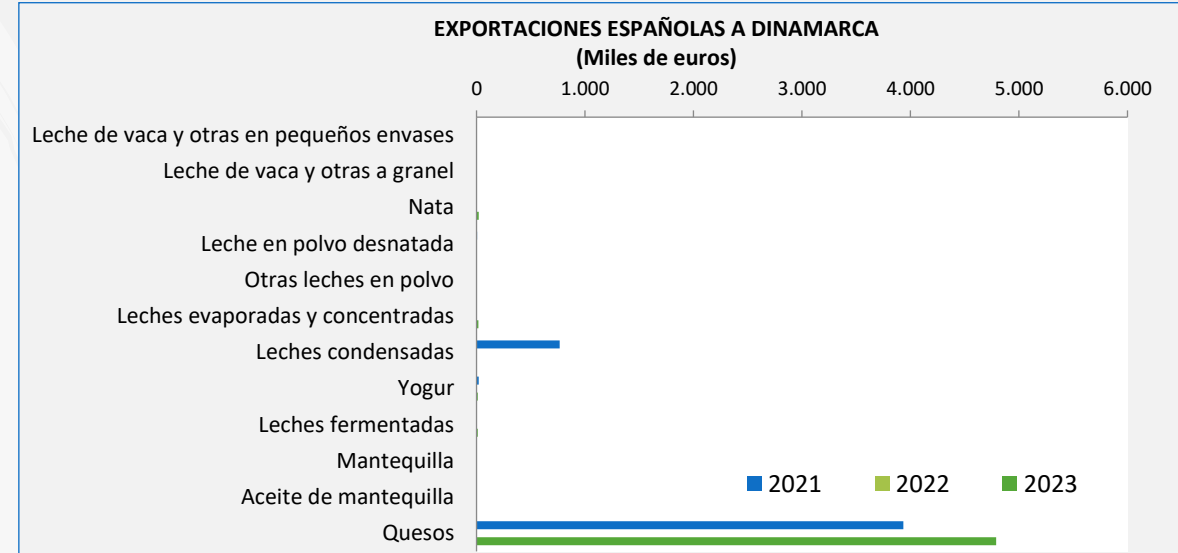 EXPORTACIONES ESPAÑOLAS A DINAMARCA
(Miles de euros)
0 1.000 2.000 3.000 4.000 5.000 6.000
Leche de vaca y otras en pequeños envases
Leche de vaca y otras a granel
Nata
Leche en polvo desnatada
Otras leches en polvo
Leches evaporadas y concentradas
Leches condensadas
Yogur
Leches fermentadas
Mantequilla
Aceite de mantequilla
Quesos
2021 2022 2023